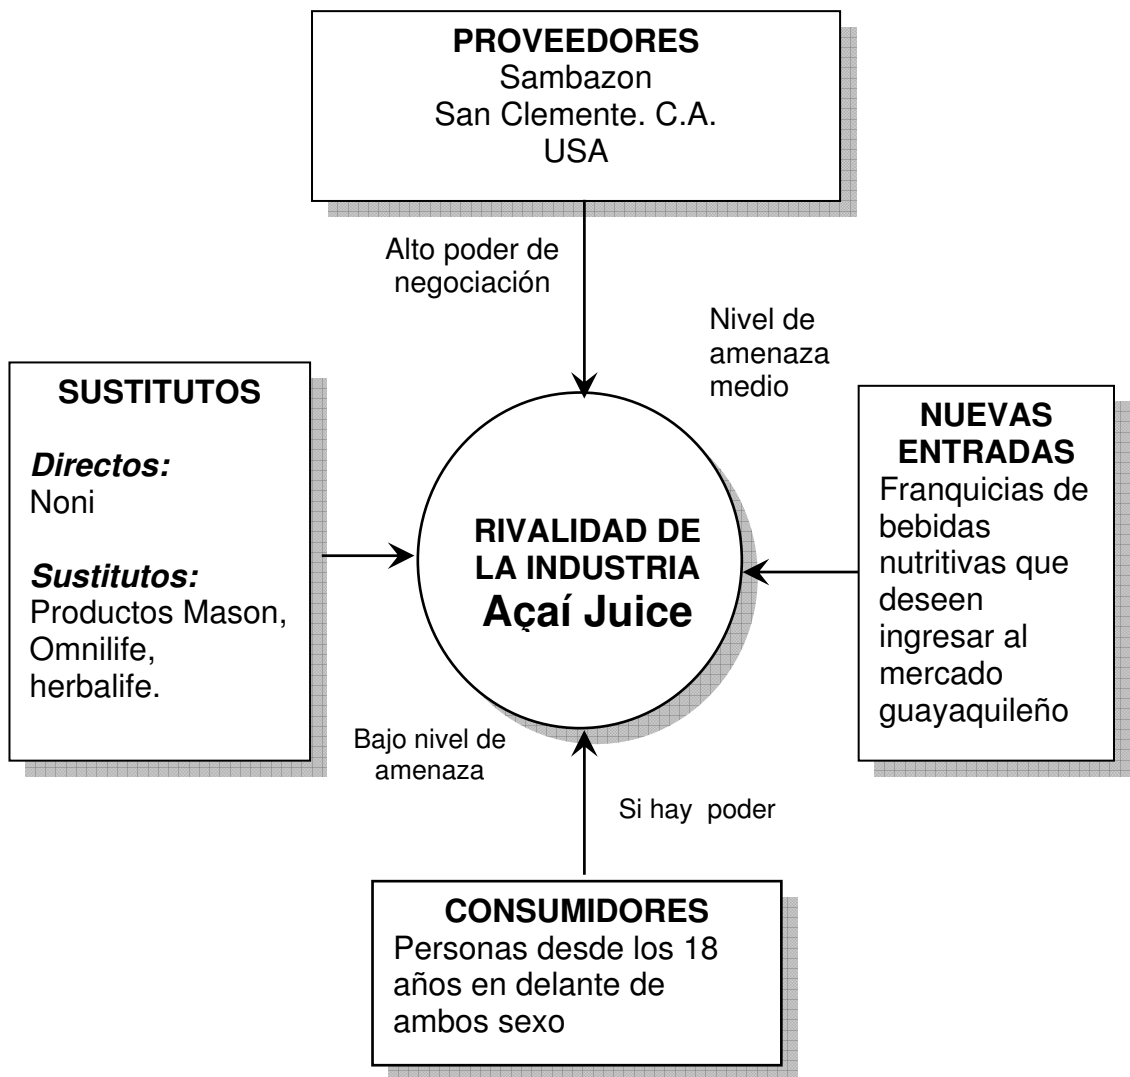 PROVEEDORES
Sambazon
San Clemente. C.A.
USA
Alto poder de
negociación
Nivel de
amenaza
medio
SUSTITUTOS
Directos:
Noni
Sustitutos:
Productos Mason,
Omnilife,
herbalife.
RIVALIDAD DE
LA INDUSTRIA
Açaí Juice
NUEVAS
ENTRADAS
Franquicias de
bebidas
nutritivas que
deseen
ingresar al
mercado
guayaquileño
Bajo nivel de
amenaza
Si hay poder
CONSUMIDORES
Personas desde los 18
años en delante de
ambos sexo